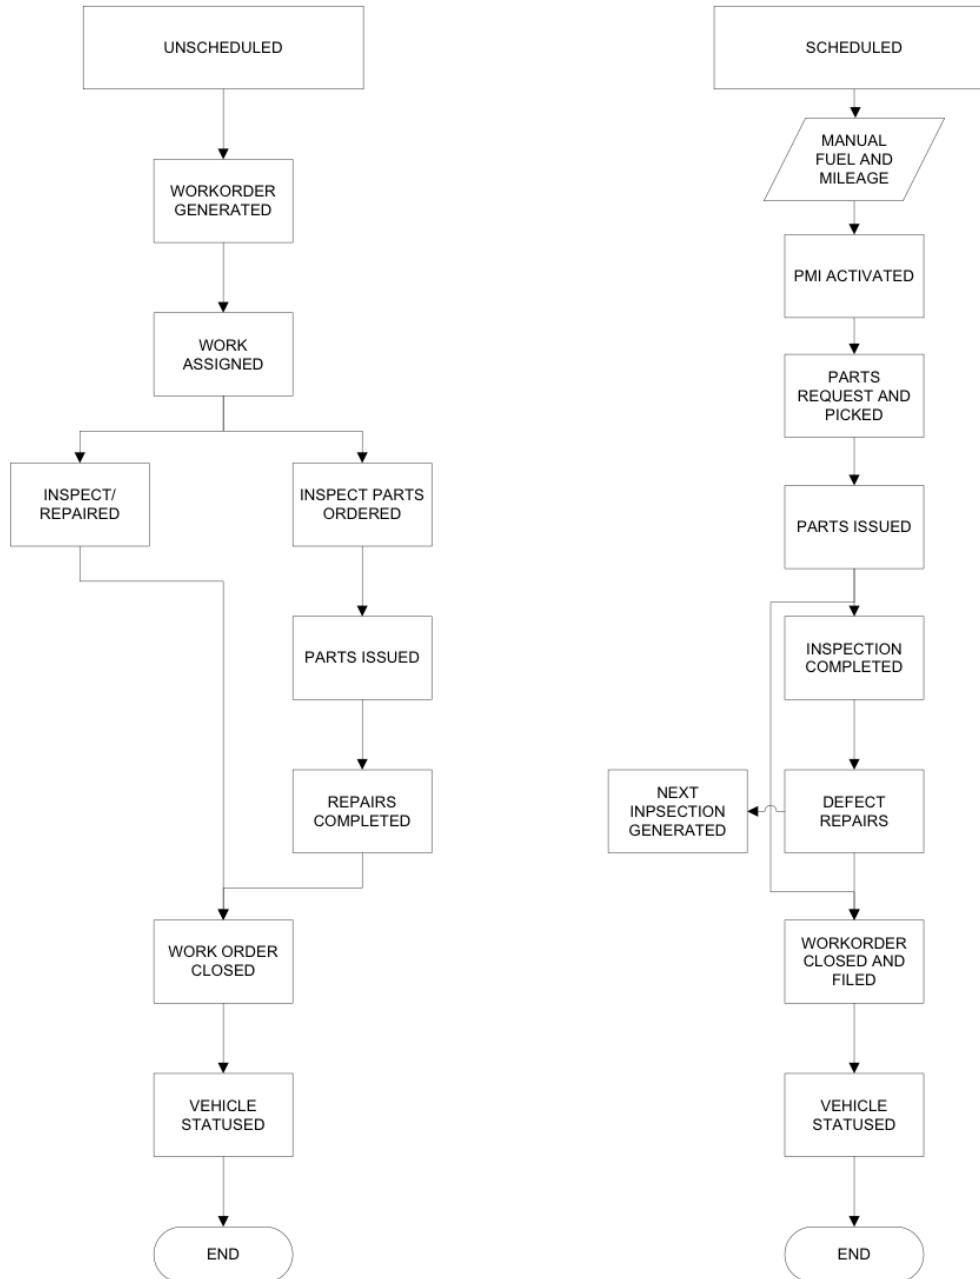 UNSCHEDULED
WORKORDER
GENERATED
WORK
ASSIGNED
INSPECT/
REPAIRED
INSPECT PARTS
ORDERED
PARTS ISSUED
REPAIRS
COMPLETED
WORK ORDER
CLOSED
VEHICLE
STATUSED
END
SCHEDULED
MANUAL
FUEL AND
MILEAGE
PMI ACTIVATED
PARTS
REQUEST AND
PICKED
PARTS ISSUED
INSPECTION
COMPLETED
NEXT
INPSECTION
GENERATED
DEFECT
REPAIRS
WORKORDER
CLOSED AND
FILED
VEHICLE
STATUSED
END